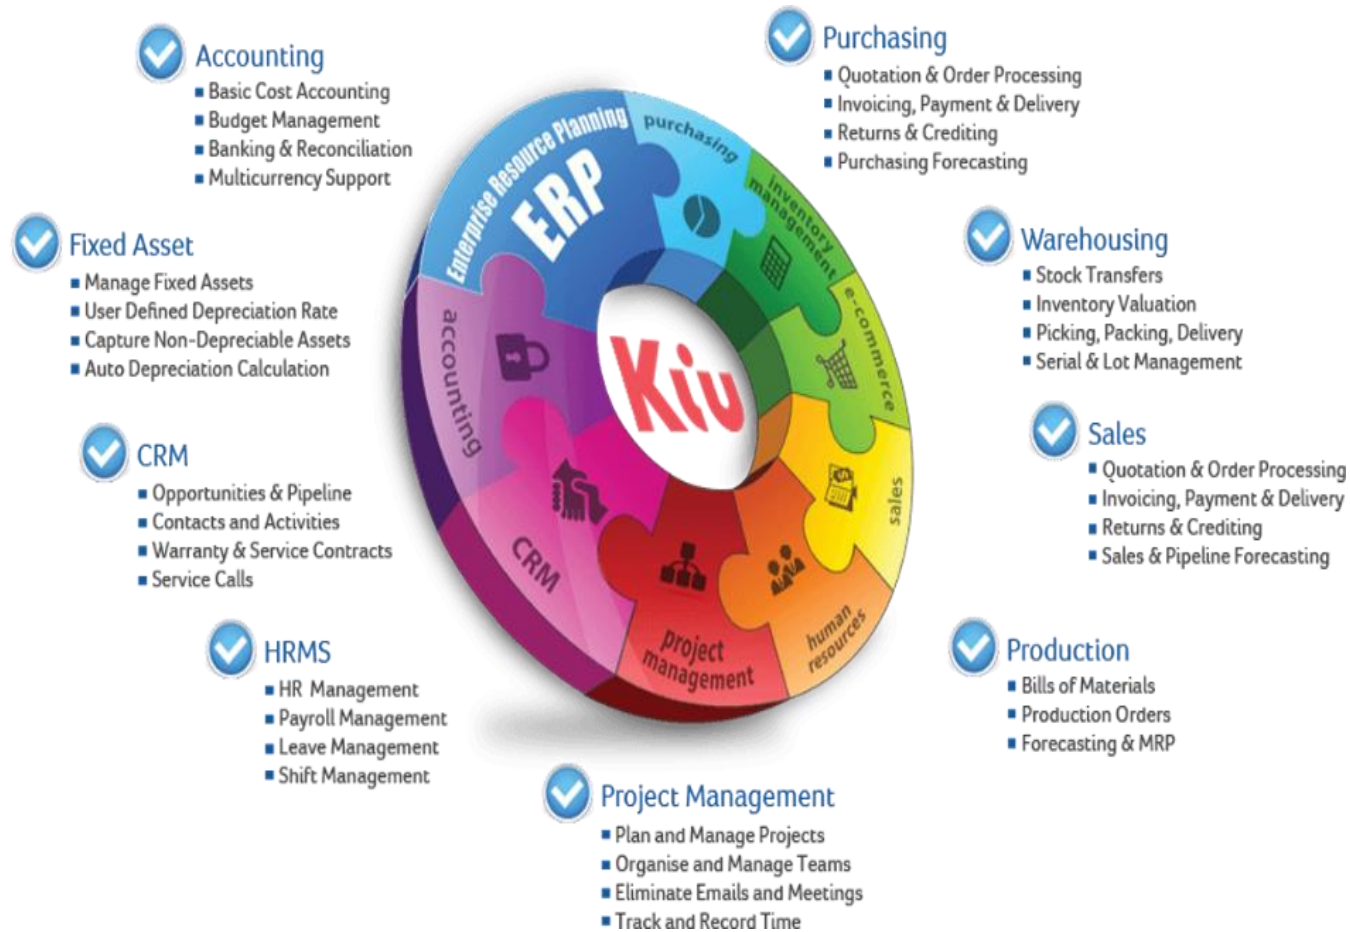 Accounting
Basic Cost Accounting
Budget Management
Banking & Reconciliation
Multicurrency Support
Purchasing
Quotation & Order Processing
Invoicing, Payment & Delivery
Returns & Crediting
Purchasing Forecasting
Fixed Asset
Manage Fixed Assets
User Defined Depreciation Rate
Capture Non-Depreciable Assets
Auto Depreciation Calculation
Warehousing
Stock Transfers
Inventory Valuation
Picking, Packing, Delivery
Serial & Lot Management
CRM
Opportunities & Pipeline
Contacts and Activities
Warranty & Service Contracts
Service Calls
Sales
Quotation & Order Processing
Invoicing, Payment & Delivery
Returns & Crediting
Sales & Pipeline Forecasting
HRMS
HR Management
Payroll Management
Leave Management
Shift Management
Production
Bills of Materials
Production Orders
Forecasting & MRP
Project Management
Plan and Manage Projects
Organise and Manage Teams
Eliminate Emails and Meetings
Track and Record Time
Enterprise Resource Planning
ERP
purchasing
inventory
management
e-commerce
sales
human
resources
project
management
CRM
accounting
Kiu